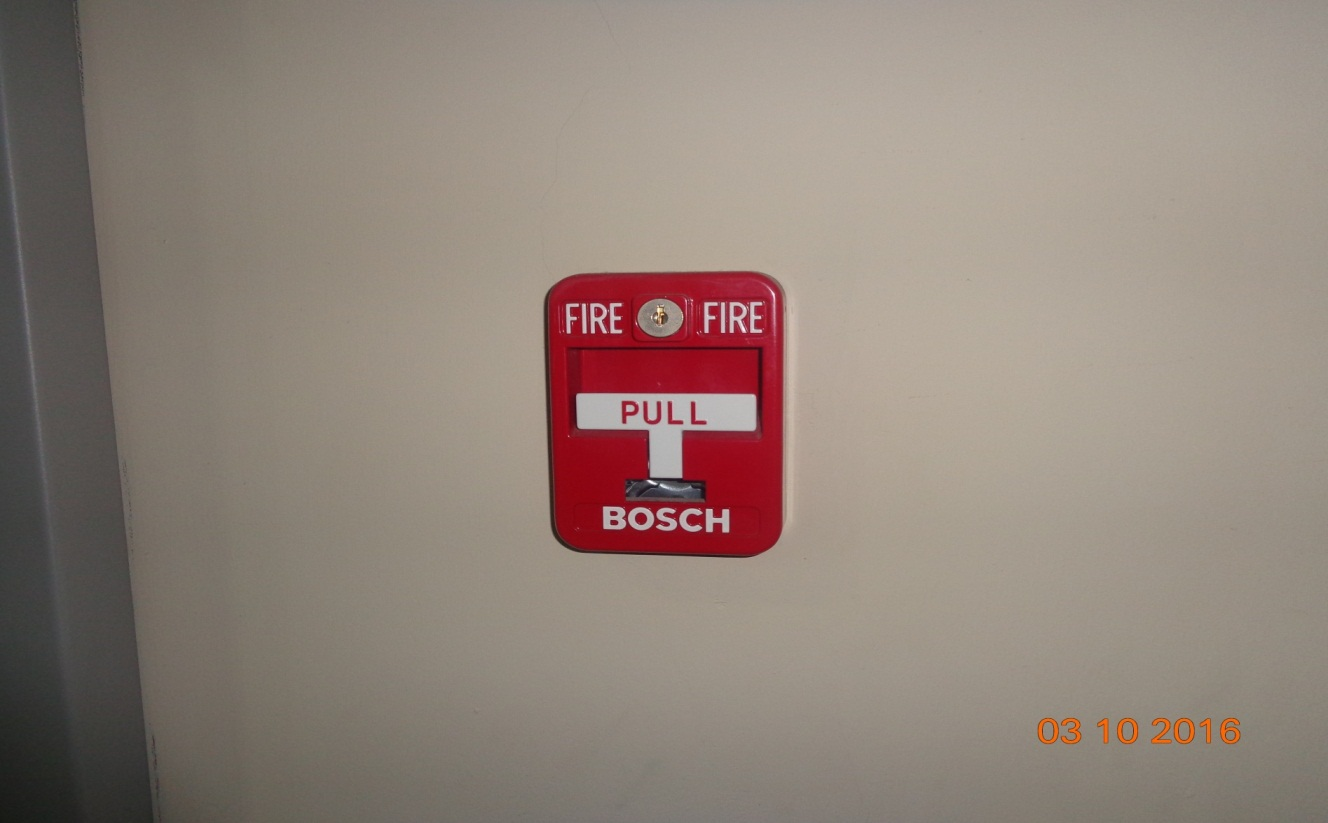 FIRE FIRE
PULL
BOSCH
03 10 2016